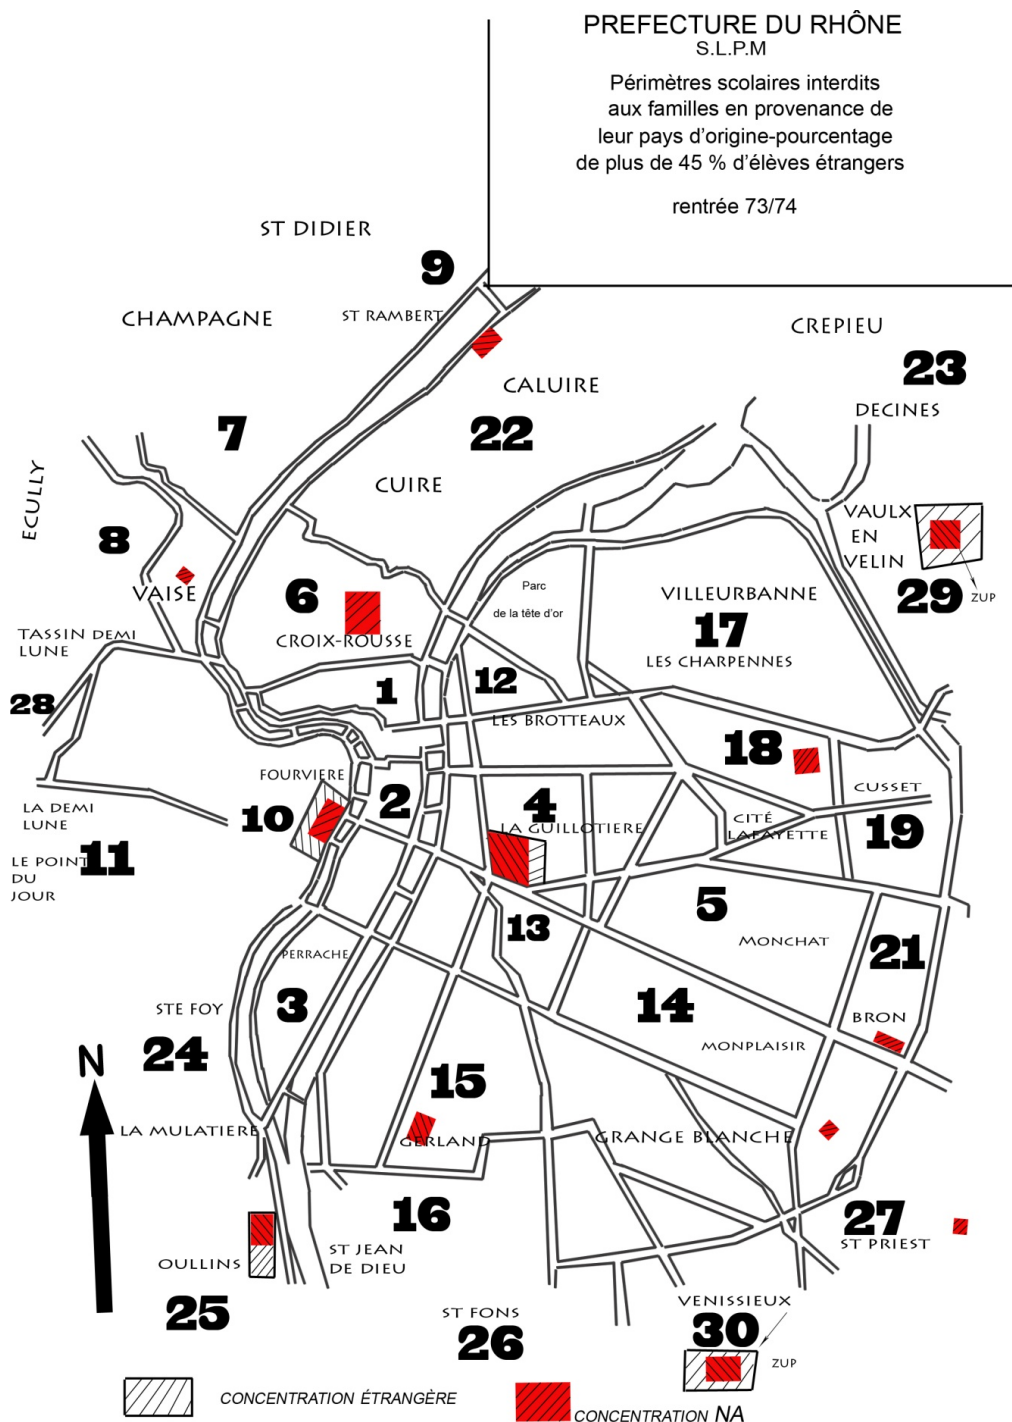 PREFECTURE DU RHÔNE
S.L.P.M
Périmètres scolaires interdits
aux familles en provenance de
leur pays d'origine-pourcentage
de plus de 45 % d'élèves étrangers
rentrée 73/74
ST DIDIER
9
ST RAMBERT
CHAMPAGNE
CREPIEU
23
CALUIRE
DECINES
7
22
ECULLY
CUIRE
8
VAULX
EN
VELIN
29
ZUP
VAISE
6
Parc
de la tête d'or
VILLEURBANNE
17
TASSIN DEMI
LUNE
CROIX-ROUSSE
LES CHARPENNES
28
1
12
LES BROTTEAUX
18
FOURVIERE
2
CUSSET
LA DEMI
LUNE
10
4
LA GUILLOTIERE
CITÉ
LAFAYETTE
19
LE POINT
DU
JOUR
11
5
13
MONCHAT
21
PERRACHE
3
STE FOY
14
BRON
24
MONPLAISIR
N
15
LA MULATIERE
GERLAND
GRANGE BLANCHE
16
27
ST PRIEST
OULLINS
ST JEAN
DE DIEU
25
ST FONS
26
VENISSIEUX
30
ZUP
CONCENTRATION ÉTRANGÈRE
CONCENTRATION NA